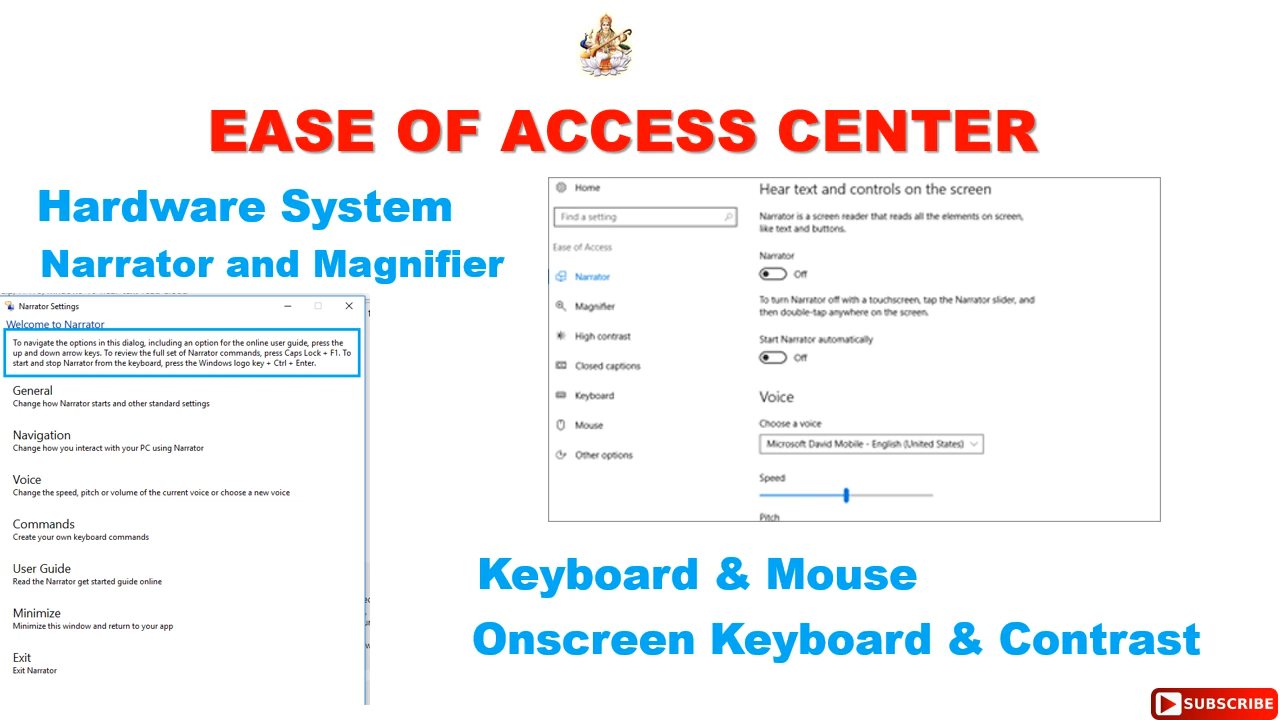 EASE OF ACCESS CENTER
Hardware System
Narrator and Magnifier
Narrator Settings
Welcome to Narrator
To navigate the options in this dialog, including an option for the online user guide, press the
up and down arrow keys. To review the full set of Narrator commands, press Caps Lock + F1. To
start and stop Narrator from the keyboard, press the Windows logo key + Ctrl + Enter.
General
Change how Narrator starts and other standard settings
Navigation
Change how you interact with your PC using Narrator
Voice
Change the speed, pitch or volume of the current voice or choose a new voice
Commands
Create your own keyboard commands
User Guide
Read the Narrator get started guide online
Minimize
Minimize this window and return to your app
Exit
Exit Narrator
Home
Find a setting
Ease of Access
Narrator
Magnifier
High contrast
Closed captions
Keyboard
Mouse
Other options
Hear text and controls on the screen
Narrator is a screen reader that reads all the elements on screen,
like text and buttons.
Narrator
Off
To turn Narrator off with a touchscreen, tap the Narrator slider, and
then double-tap anywhere on the screen.
Start Narrator automatically
Off
Voice
Choose a voice
Microsoft David Mobile - English (United States)
Speed
Pitch
Keyboard & Mouse
Onscreen Keyboard & Contrast
SUBSCRIBE